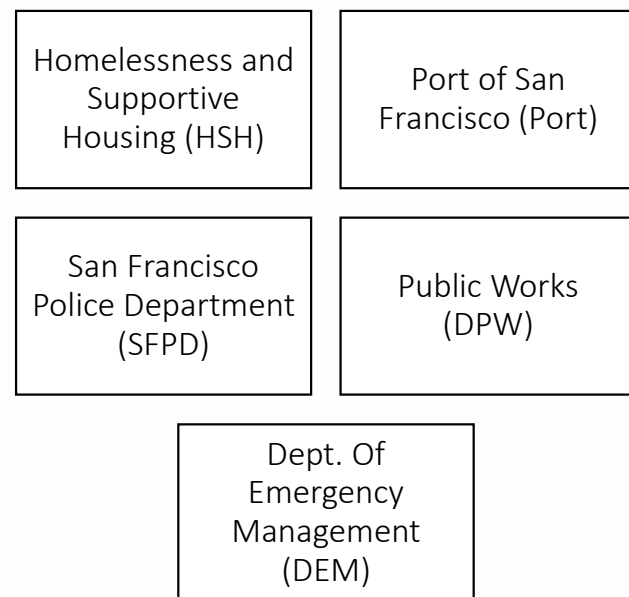 Homelessness and
Supportive
Housing (HSH)
Port of San
Francisco (Port)
San Francisco
Police Department
(SFPD)
Public Works
(DPW)
Dept. Of
Emergency
Management
(DEM)